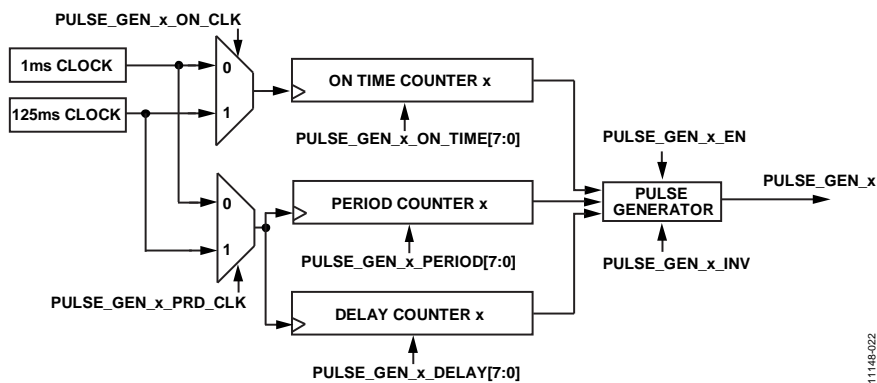 PULSE_GEN_x_ON_CLK
1ms CLOCK
0
ON TIME COUNTER x
125ms CLOCK
1
PULSE_GEN_x_ON_TIME[7:0]
PULSE_GEN_x_EN
PULSE_GEN_x
0
PERIOD COUNTER x
PULSE
GENERATOR
1
PULSE_GEN_x_PERIOD[7:0]
PULSE_GEN_x_INV
PULSE_GEN_x_PRD_CLK
DELAY COUNTER x
PULSE_GEN_x_DELAY[7:0]
11148-022